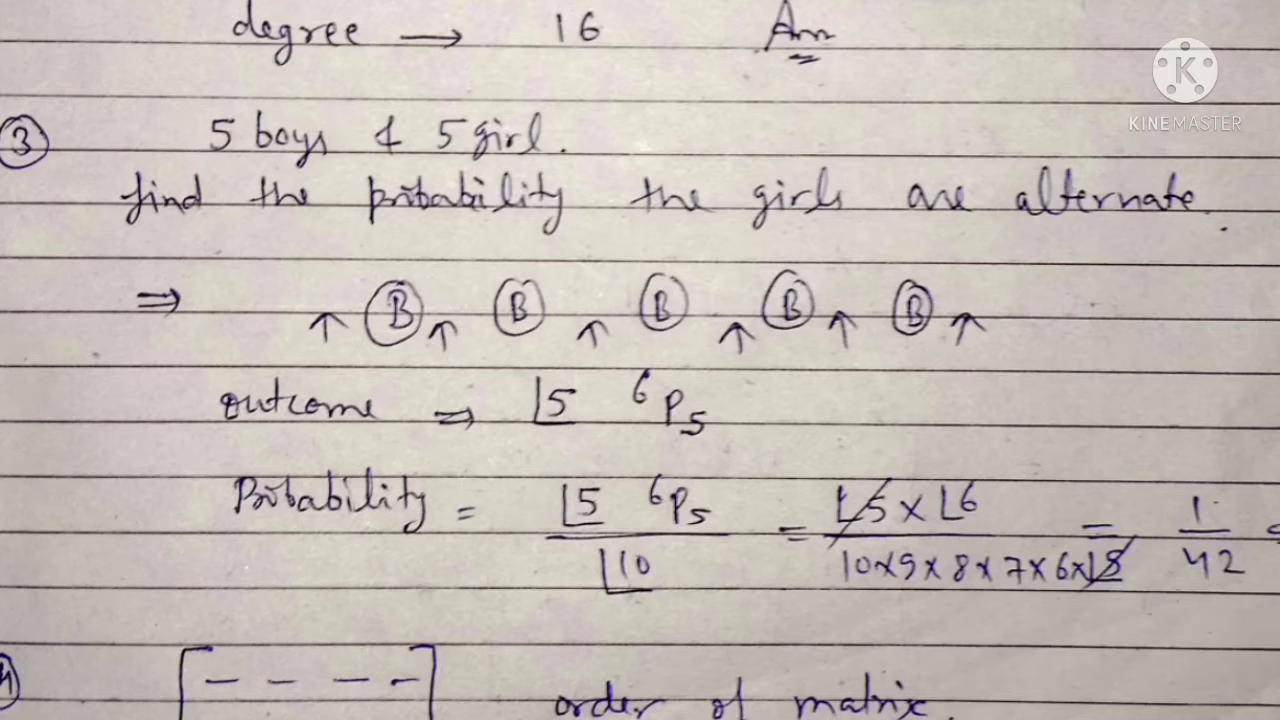 degree → 16 Ans
K
KINEMASTER
③ 5 boys & 5 girl.
find the probability the girls are alternate.
⇒ ↑ Ⓑ ↑ Ⓑ ↑ Ⓑ ↑ Ⓑ ↑ Ⓑ ↑
outcome ⇒ |5 ⁶P₅
Probability = |5 ⁶P₅ / |10 = |5 × |6 / 10×9×8×7×6×|5 = 1 / 42
4 [ - - - - ] order of matrix.